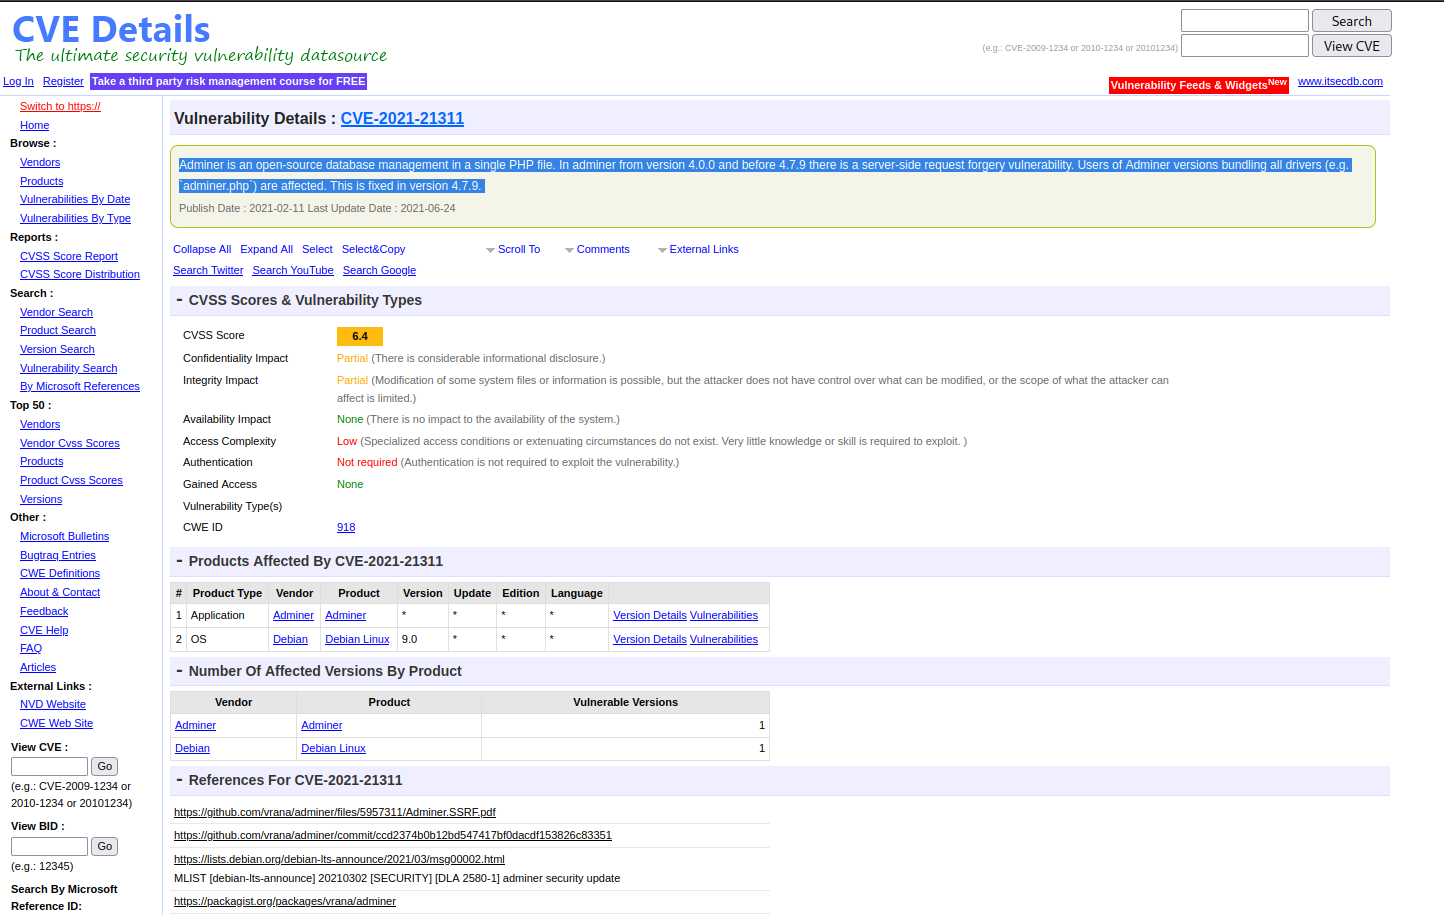 CVE Details
The ultimate security vulnerability datasource
Search
(e.g.: CVE-2009-1234 or 2010-1234 or 20101234) View CVE
Log In Register Take a third party risk management course for FREE
Vulnerability Feeds & WidgetsNew www.itsecdb.com
Switch to https://
Home
Browse :
Vendors
Products
Vulnerabilities By Date
Vulnerabilities By Type
Reports :
CVSS Score Report
CVSS Score Distribution
Search :
Vendor Search
Product Search
Version Search
Vulnerability Search
By Microsoft References
Top 50 :
Vendors
Vendor Cvss Scores
Products
Product Cvss Scores
Versions
Other :
Microsoft Bulletins
Bugtraq Entries
CWE Definitions
About & Contact
Feedback
CVE Help
FAQ
Articles
External Links :
NVD Website
CWE Web Site
View CVE :
Go
(e.g.: CVE-2009-1234 or
2010-1234 or 20101234)
View BID :
Go
(e.g.: 12345)
Search By Microsoft
Reference ID:
Vulnerability Details : CVE-2021-21311
Adminer is an open-source database management in a single PHP file. In adminer from version 4.0.0 and before 4.7.9 there is a server-side request forgery vulnerability. Users of Adminer versions bundling all drivers (e.g.
`adminer.php`) are affected. This is fixed in version 4.7.9.
Publish Date : 2021-02-11 Last Update Date : 2021-06-24
Collapse All Expand All Select Select&Copy Scroll To Comments External Links
Search Twitter Search YouTube Search Google
- CVSS Scores & Vulnerability Types
CVSS Score 6.4
Confidentiality Impact Partial (There is considerable informational disclosure.)
Integrity Impact Partial (Modification of some system files or information is possible, but the attacker does not have control over what can be modified, or the scope of what the attacker can
affect is limited.)
Availability Impact None (There is no impact to the availability of the system.)
Access Complexity Low (Specialized access conditions or extenuating circumstances do not exist. Very little knowledge or skill is required to exploit. )
Authentication Not required (Authentication is not required to exploit the vulnerability.)
Gained Access None
Vulnerability Type(s)
CWE ID 918
- Products Affected By CVE-2021-21311
# Product Type Vendor Product Version Update Edition Language
1 Application Adminer Adminer * * * * Version Details Vulnerabilities
2 OS Debian Debian Linux 9.0 * * * Version Details Vulnerabilities
- Number Of Affected Versions By Product
Vendor Product Vulnerable Versions
Adminer Adminer 1
Debian Debian Linux 1
- References For CVE-2021-21311
https://github.com/vrana/adminer/files/5957311/Adminer.SSRF.pdf
https://github.com/vrana/adminer/commit/ccd2374b0b12bd547417bf0dacdf153826c83351
https://lists.debian.org/debian-lts-announce/2021/03/msg00002.html
MLIST [debian-lts-announce] 20210302 [SECURITY] [DLA 2580-1] adminer security update
https://packagist.org/packages/vrana/adminer